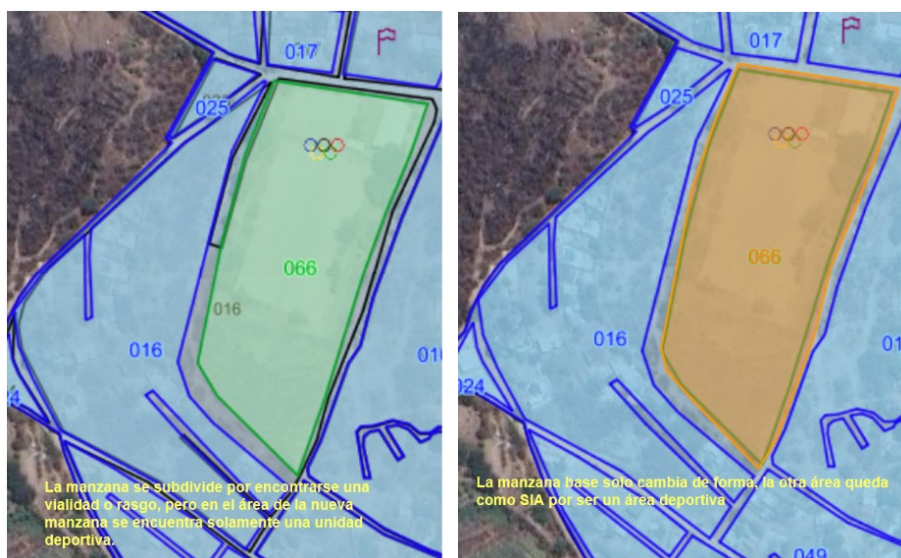 017
025
066
016
016
La manzana se subdivide por encontrarse una
vialidad o rasgo, pero en el área de la nueva
manzana se encuentra solamente una unidad
deportiva.
017
025
066
016
024
La manzana base solo cambia de forma, la otra área queda
como SIA por ser un área deportiva
049